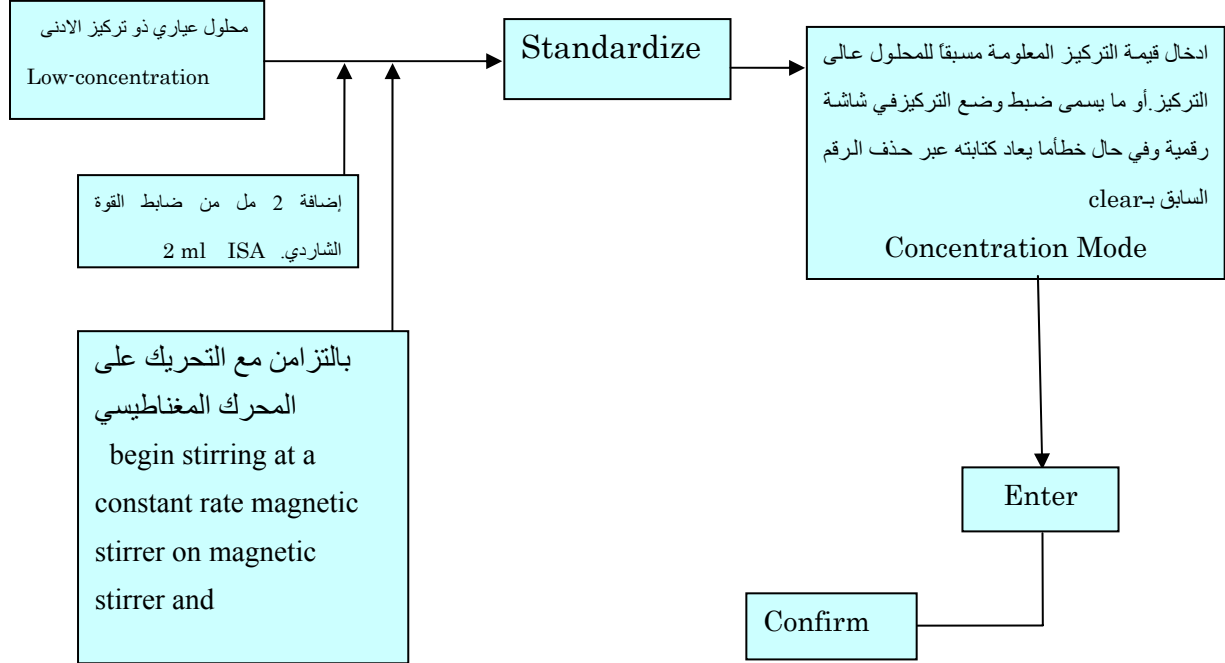 محلول عياري ذو تركيز الادنى
Low-concentration
إضافة 2 مل من ضابط القوة
الشاردي. 2 ml ISA
بالتزامن مع التحريك على
المحرك المغناطيسي
begin stirring at a
constant rate magnetic
stirrer on magnetic
stirrer and
Standardize
ادخال قيمة التركيز المعلومة مسبقاً للمحلول عالى
التركيز.أو ما يسمى ضبط وضع التركيزفي شاشة
رقمية وفي حال خطأما يعاد كتابته عبر حذف الرقم
السابق بـclear
Concentration Mode
Enter
Confirm